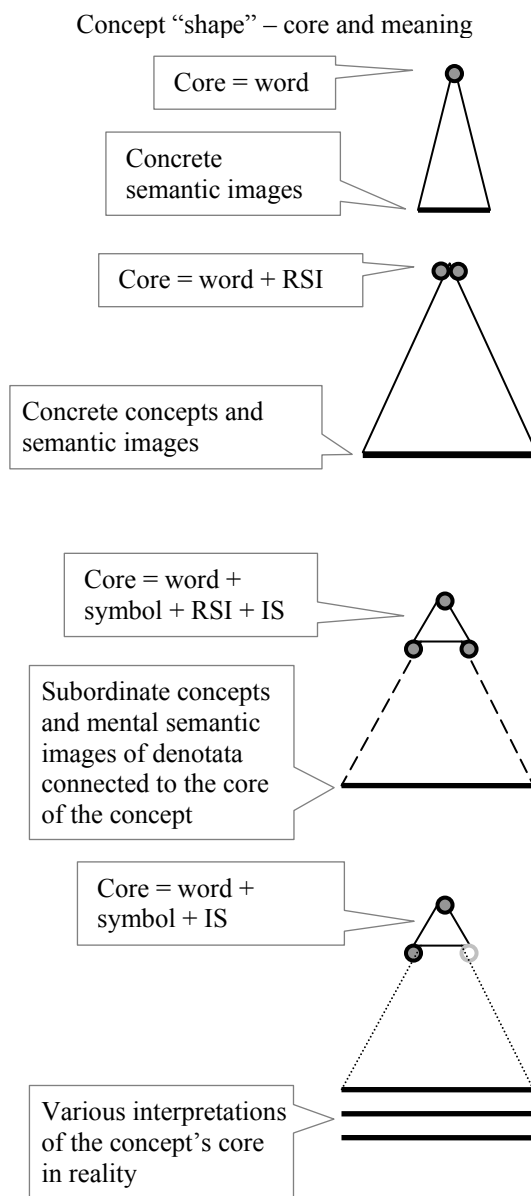 Concept “shape” – core and meaning
Core = word
Concrete
semantic images
Core = word + RSI
Concrete concepts and
semantic images
Core = word +
symbol + RSI + IS
Subordinate concepts
and mental semantic
images of denotata
connected to the core
of the concept
Core = word +
symbol + IS
Various interpretations
of the concept’s core
in reality